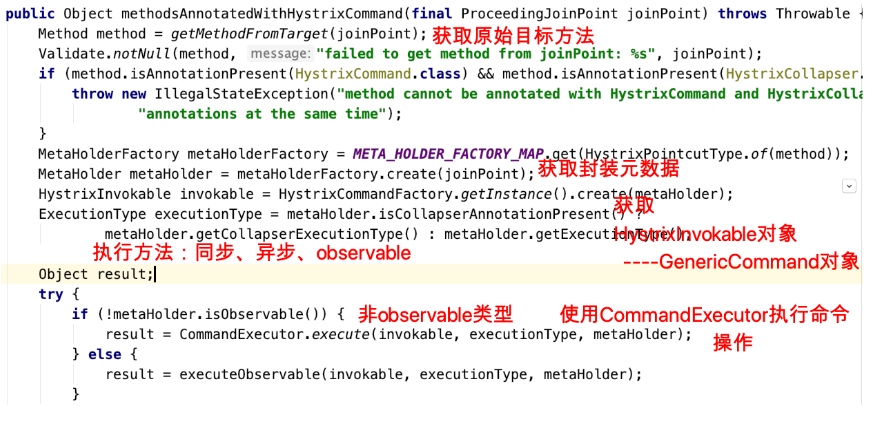 public Object methodsAnnotatedWithHystrixCommand(final ProceedingJoinPoint joinPoint) throws Throwable {
Method method = getMethodFromTarget(joinPoint); 获取原始目标方法
Validate.notNull(method, message: "failed to get method from joinPoint: %s", joinPoint);
if (method.isAnnotationPresent(HystrixCommand.class) && method.isAnnotationPresent(HystrixCollapser.
throw new IllegalStateException("method cannot be annotated with HystrixCommand and HystrixColla
"annotations at the same time");
}
MetaHolderFactory metaHolderFactory = META_HOLDER_FACTORY_MAP.get(HystrixPointcutType.of(method));
MetaHolder metaHolder = metaHolderFactory.create(joinPoint); 获取封装元数据
HystrixInvokable invokable = HystrixCommandFactory.getInstance().create(metaHolder);
ExecutionType executionType = metaHolder.isCollapserAnnotationPresent() ?
获取
metaHolder.getCollapserExecutionType() : metaHolder.getExecutionType();
HystrixInvokable对象
执行方法：同步、异步、observable
----GenericCommand对象
Object result;
try {
if (!metaHolder.isObservable()) { 非observable类型 使用CommandExecutor执行命令
result = CommandExecutor.execute(invokable, executionType, metaHolder);
操作
} else {
result = executeObservable(invokable, executionType, metaHolder);
}